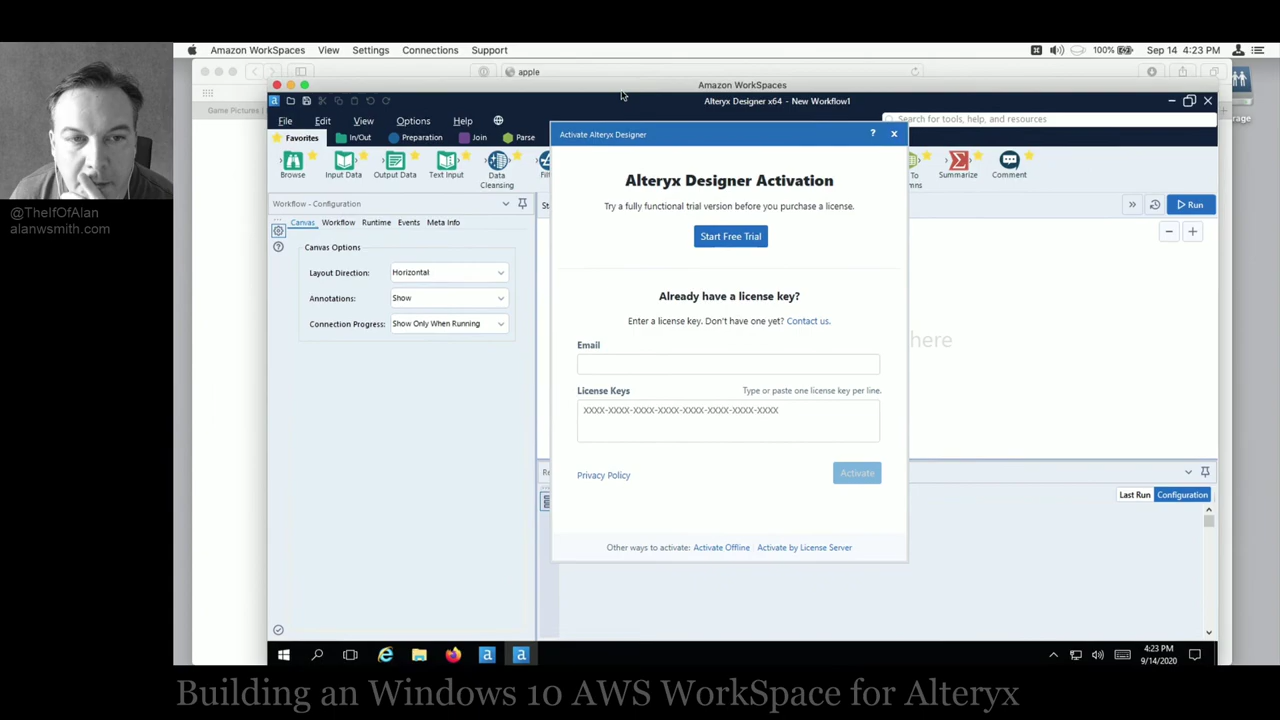 Amazon WorkSpaces View Settings Connections Support
100% Sep 14 4:23 PM
apple
Game Pictures
Amazon WorkSpaces
Alteryx Designer x64 - New Workflow1
File Edit View Options Help
Search for tools, help, and resources
Favorites In/Out Preparation Join Parse
Browse Input Data Output Data Text Input Data Cleansing
Summarize Comment
@TheIfOfAlan
alanwsmith.com
Workflow - Configuration
Run
Canvas Workflow Runtime Events Meta Info
Canvas Options
Layout Direction: Horizontal
Annotations: Show
Connection Progress: Show Only When Running
Activate Alteryx Designer
Alteryx Designer Activation
Try a fully functional trial version before you purchase a license.
Start Free Trial
Already have a license key?
Enter a license key. Don't have one yet? Contact us.
Email
License Keys Type or paste one license key per line.
XXXX-XXXX-XXXX-XXXX-XXXX-XXXX-XXXX-XXXX
Privacy Policy Activate
Other ways to activate: Activate Offline Activate by License Server
here
Last Run Configuration
4:23 PM
9/14/2020
Building an Windows 10 AWS WorkSpace for Alteryx